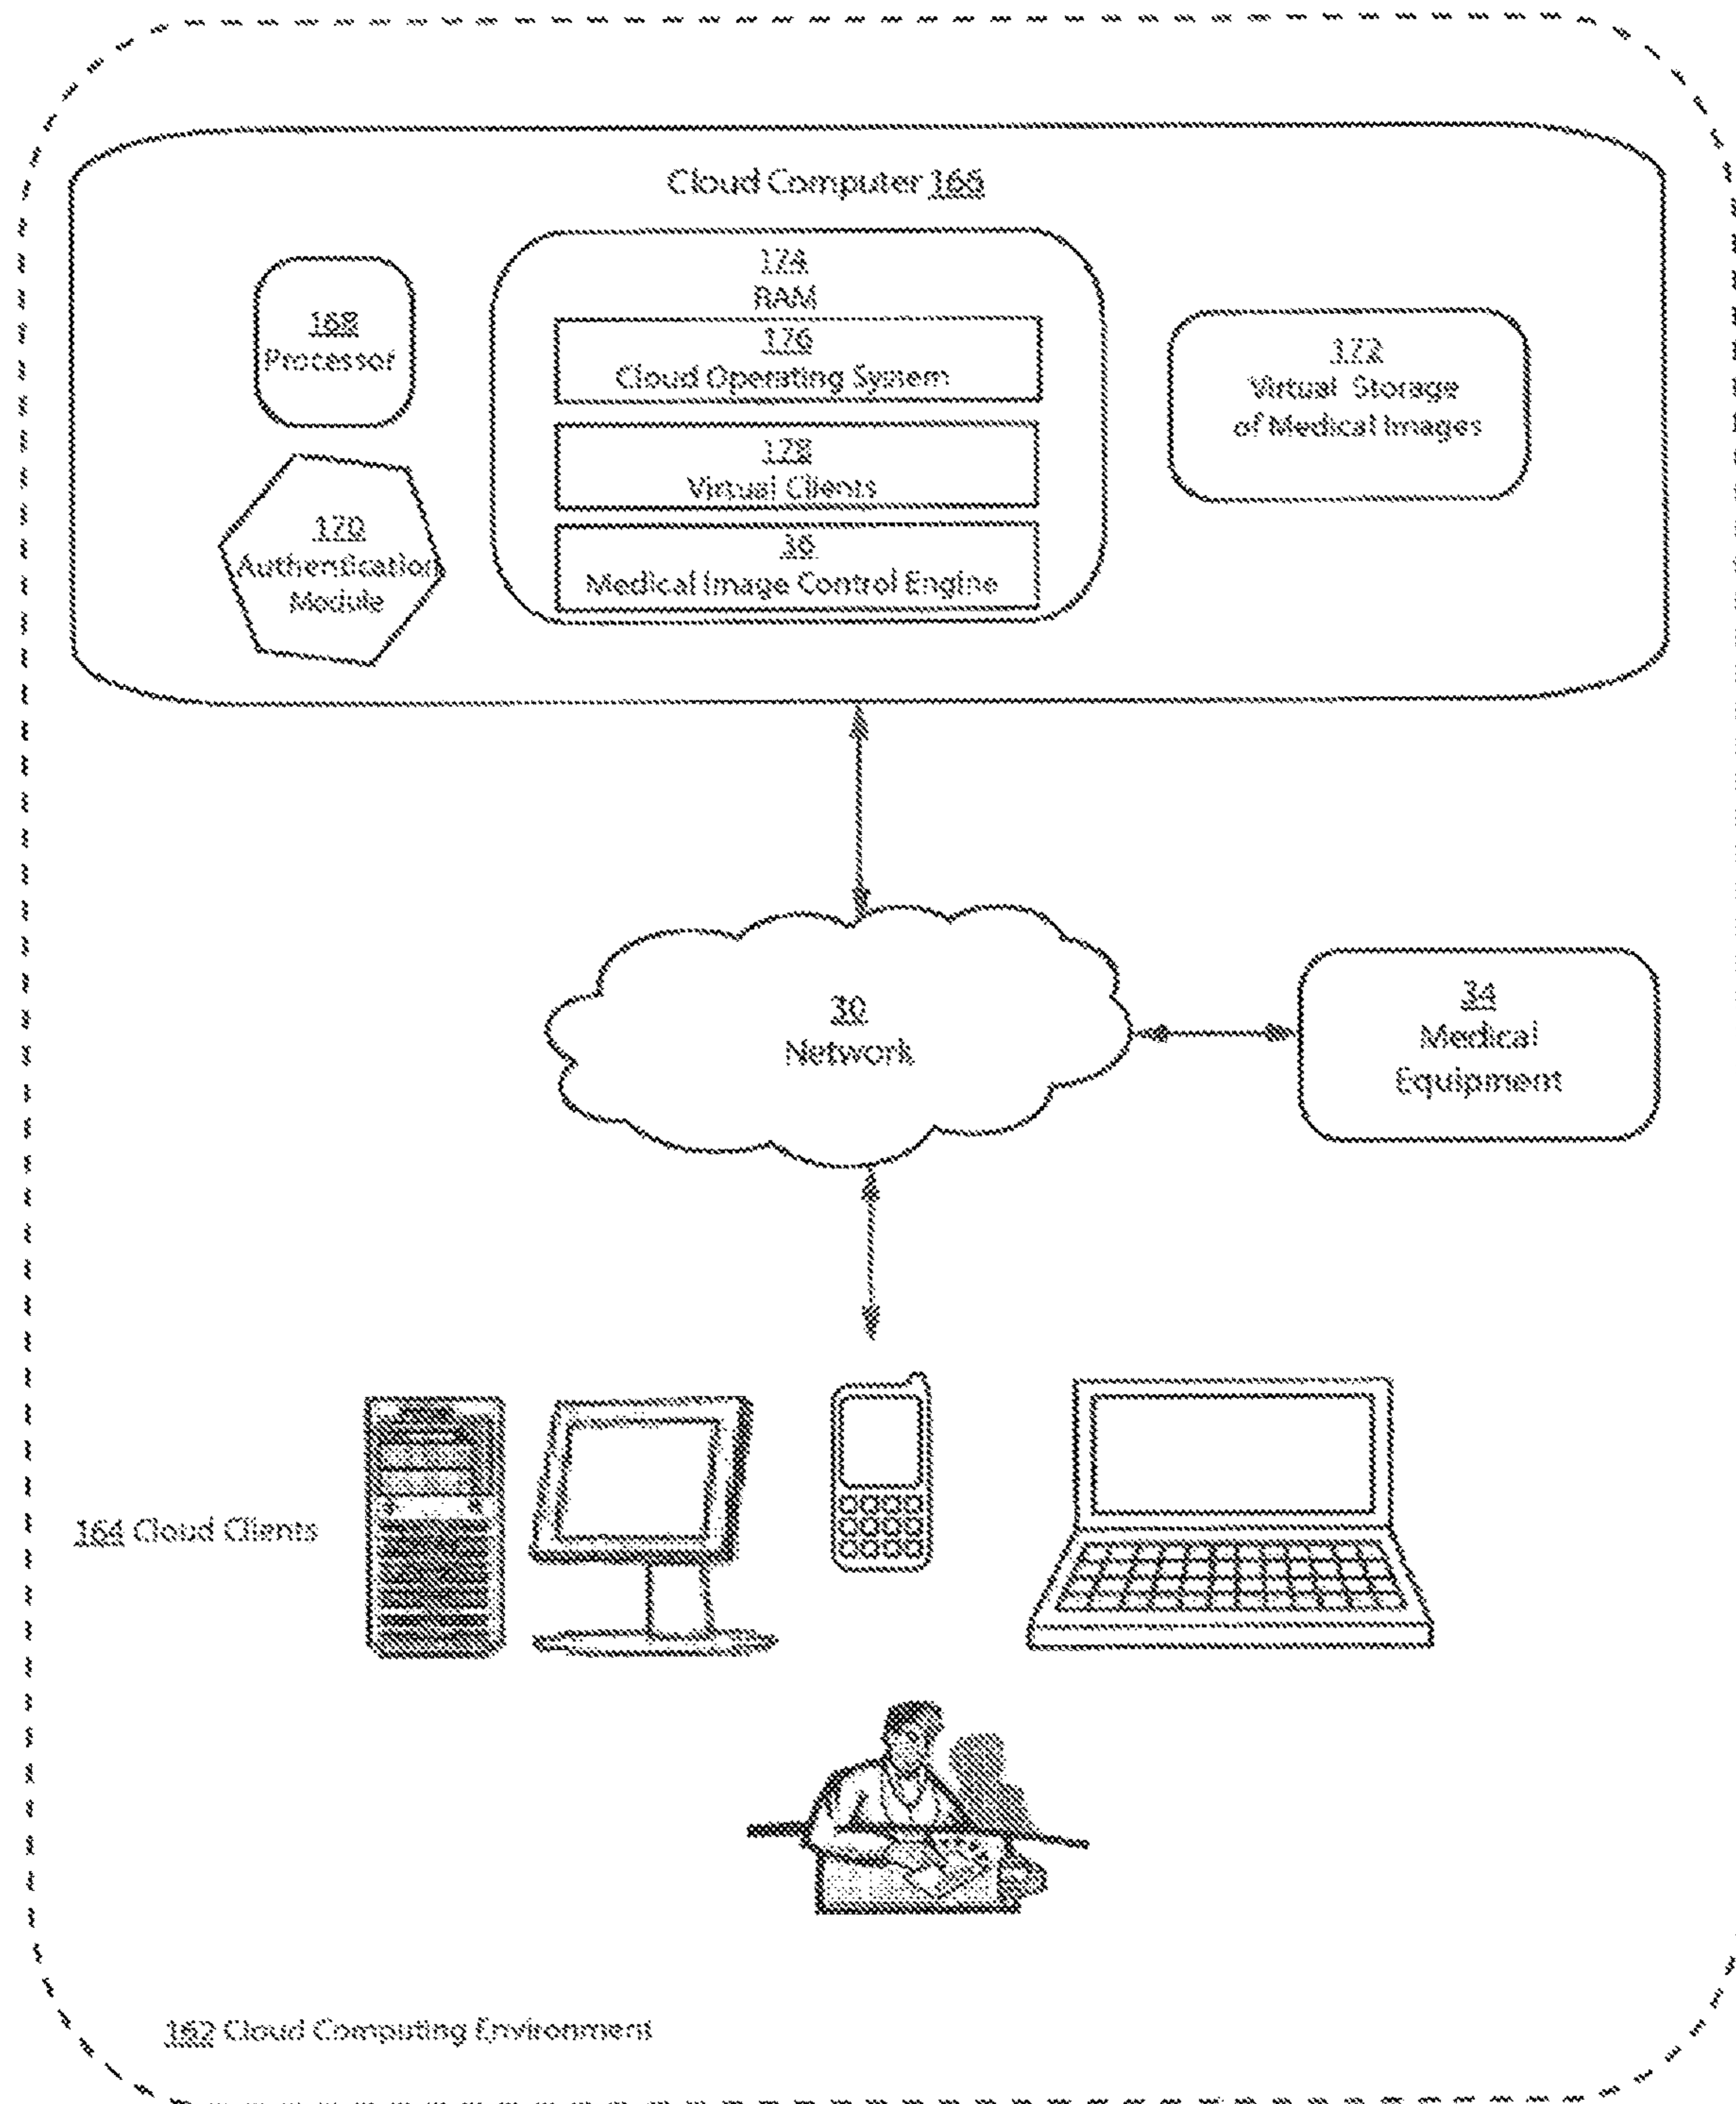 Cloud Computer 166
168
Processor
170
Authentication
Module
174
RAM
176
Cloud Operating System
178
Virtual Clients
36
Medical Image Control Engine
172
Virtual Storage
of Medical Images
30
Network
34
Medical
Equipment
164 Cloud Clients
162 Cloud Computing Environment